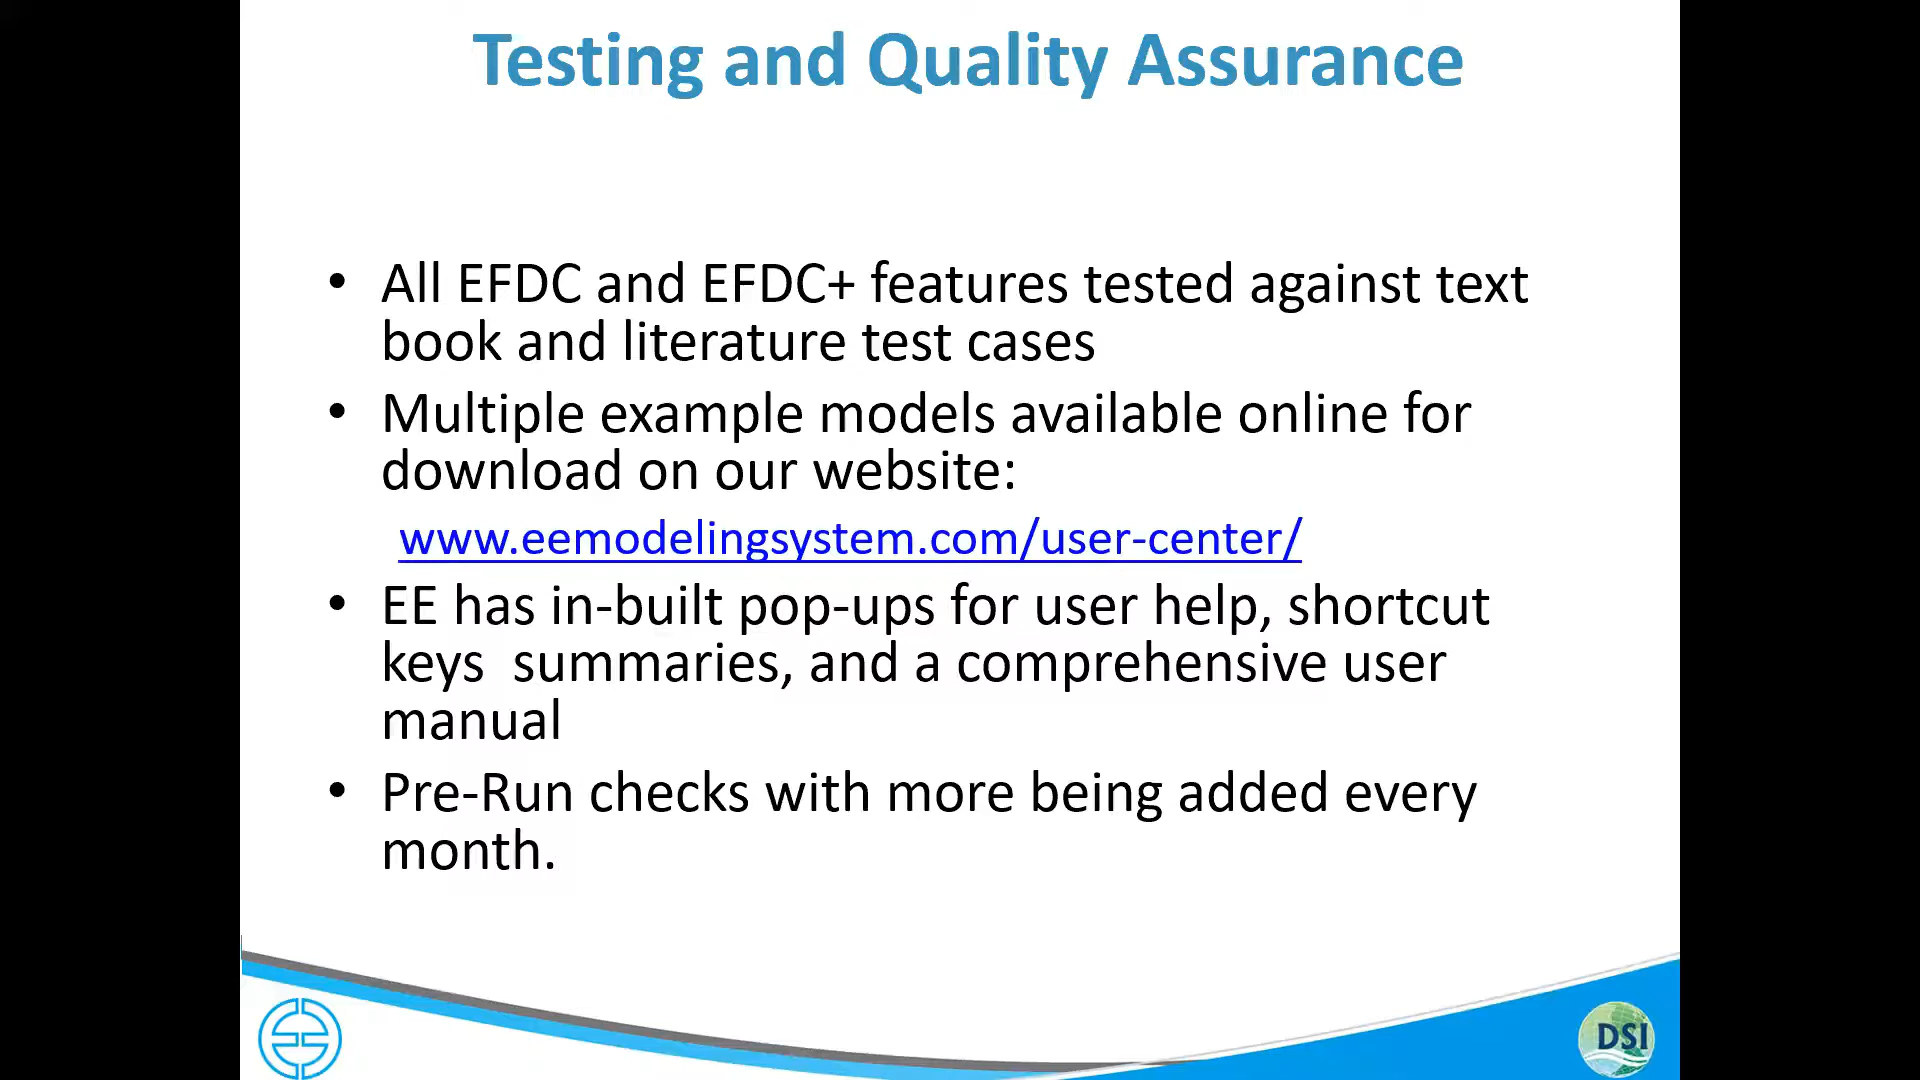 Testing and Quality Assurance
• All EFDC and EFDC+ features tested against text
book and literature test cases
• Multiple example models available online for
download on our website:
www.eemodelingsystem.com/user-center/
• EE has in-built pop-ups for user help, shortcut
keys  summaries, and a comprehensive user
manual
• Pre-Run checks with more being added every
month.
DSI